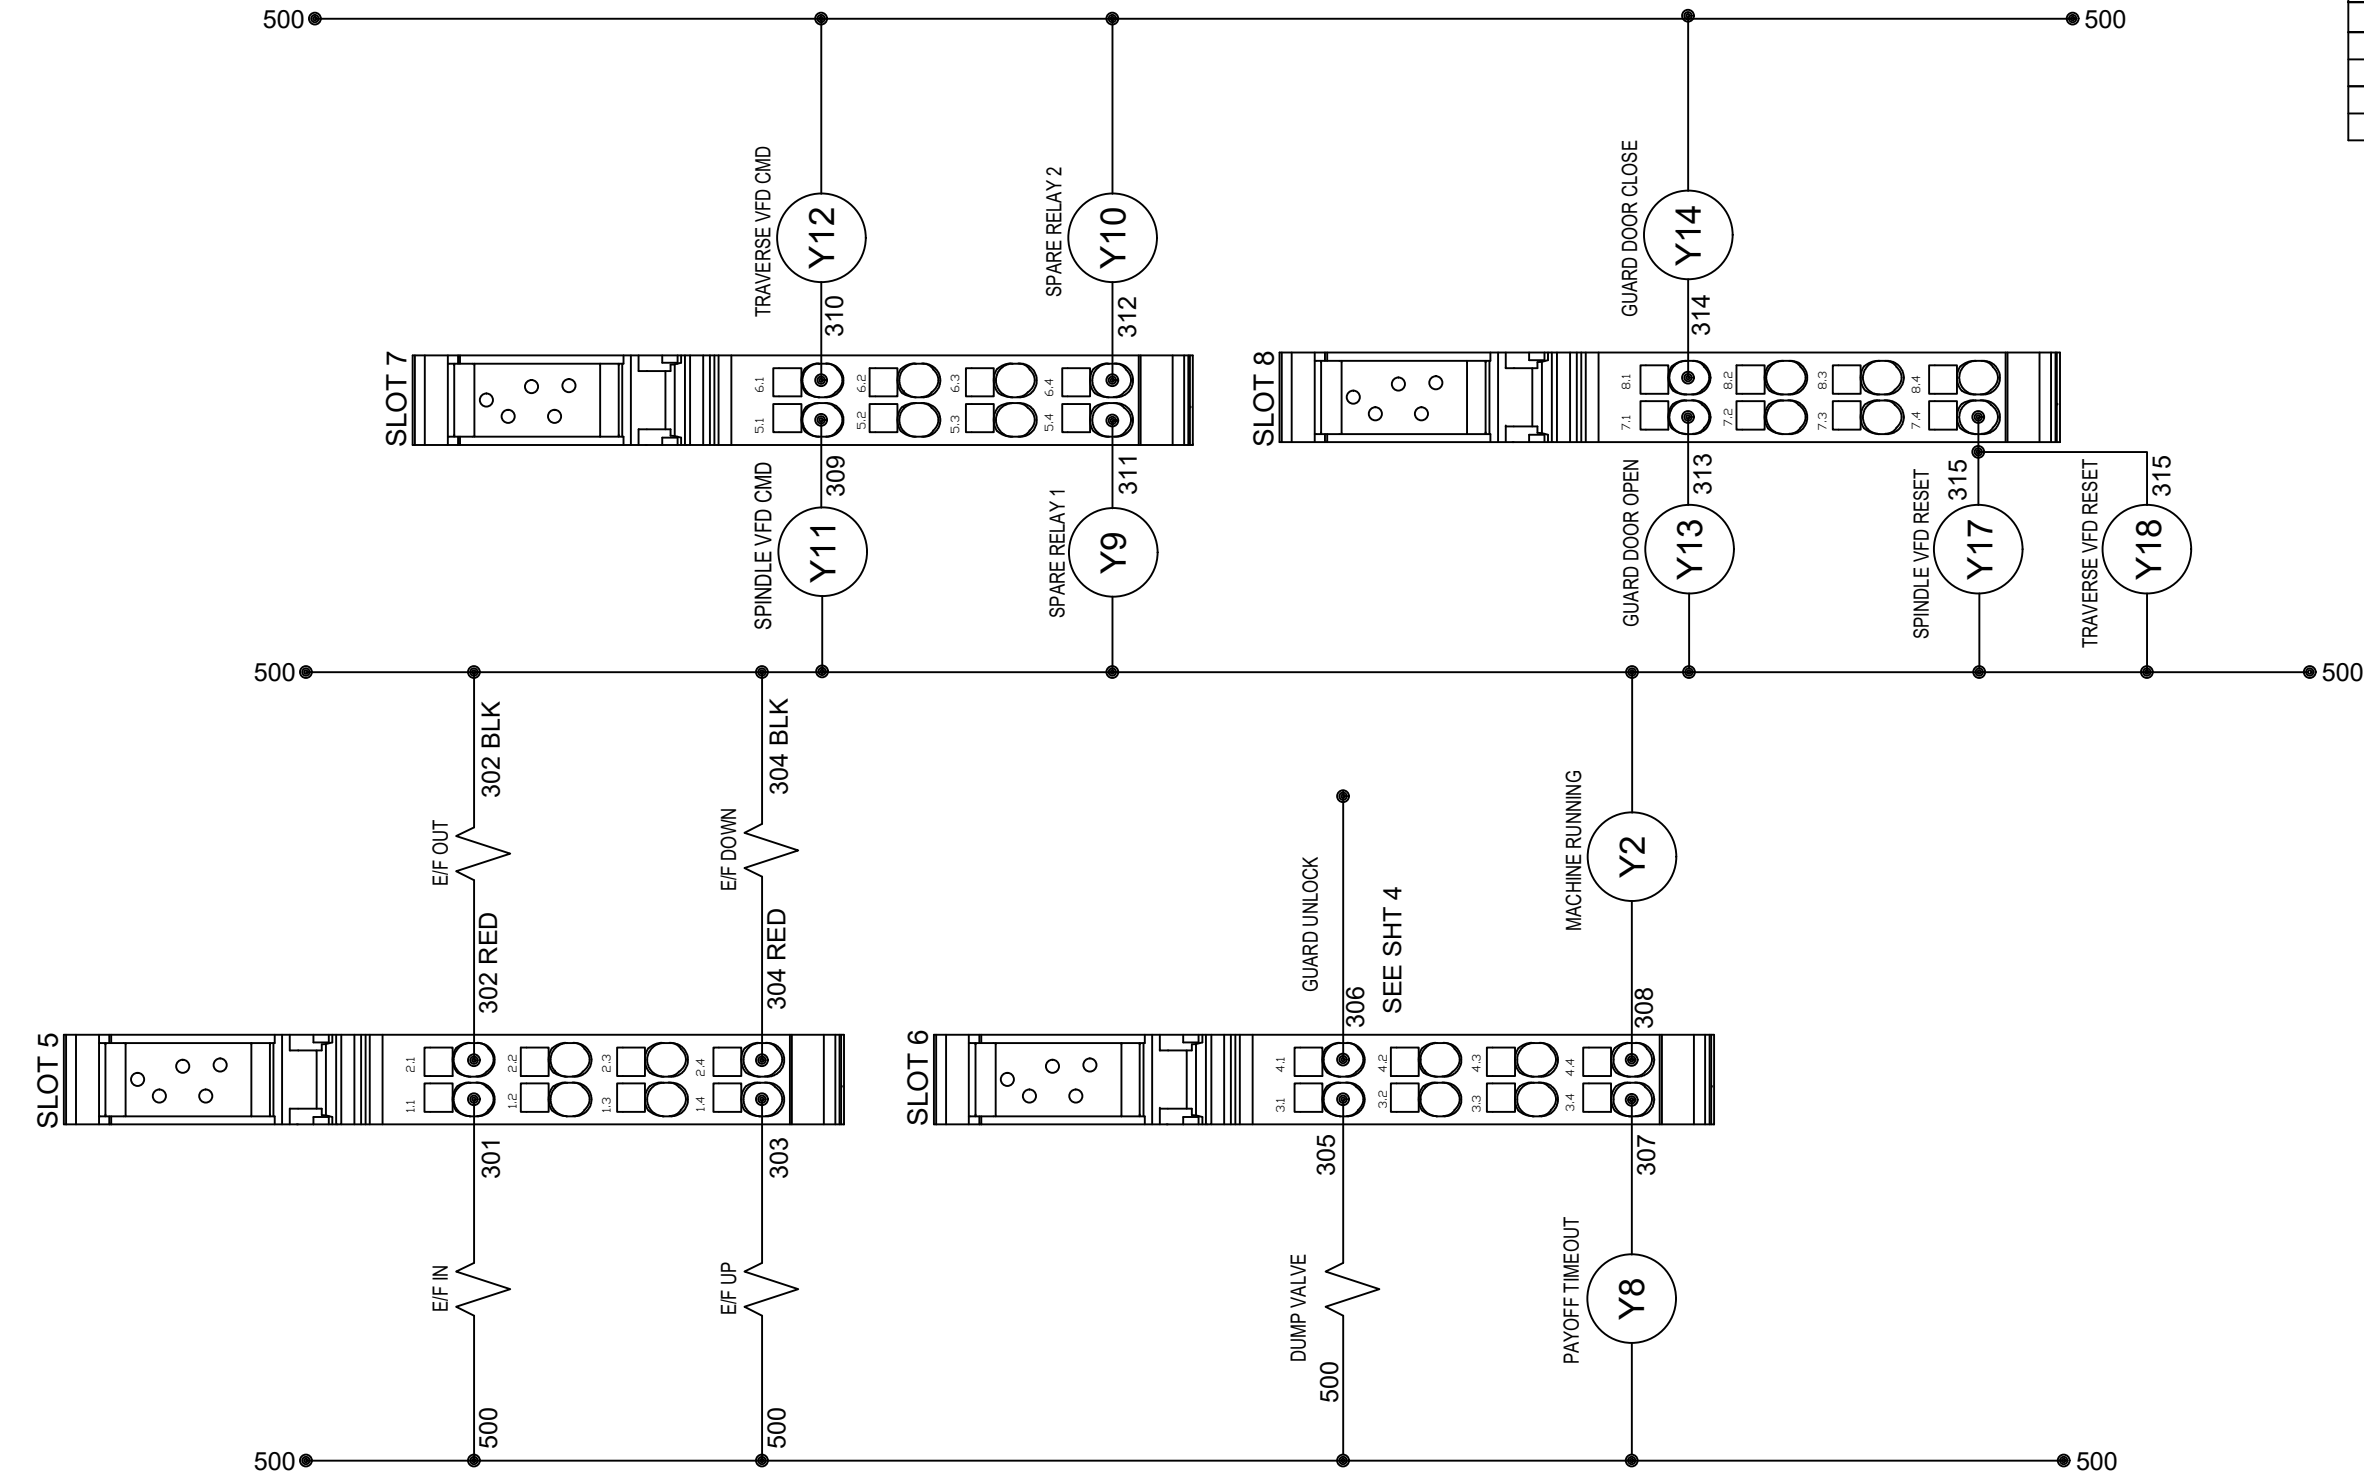 500
500
TRAVERSE VFD CMD
Y12
310
SPARE RELAY 2
Y10
312
GUARD DOOR CLOSE
Y14
314
SLOT 7
6.1
6.2
6.3
6.4
5.1
5.2
5.3
5.4
SLOT 8
8.1
8.2
8.3
8.4
7.1
7.2
7.3
7.4
SPINDLE VFD CMD
309
Y11
SPARE RELAY 1
311
Y9
GUARD DOOR OPEN
313
Y13
SPINDLE VFD RESET
315
Y17
TRAVERSE VFD RESET
315
Y18
500
500
302 BLK
E/F OUT
302 RED
304 BLK
E/F DOWN
304 RED
GUARD UNLOCK
306
SEE SHT 4
MACHINE RUNNING
Y2
308
SLOT 5
2.1
2.2
2.3
2.4
1.1
1.2
1.3
1.4
SLOT 6
4.1
4.2
4.3
4.4
3.1
3.2
3.3
3.4
301
E/F IN
500
303
E/F UP
500
305
DUMP VALVE
500
307
PAYOFF TIMEOUT
Y8
500
500